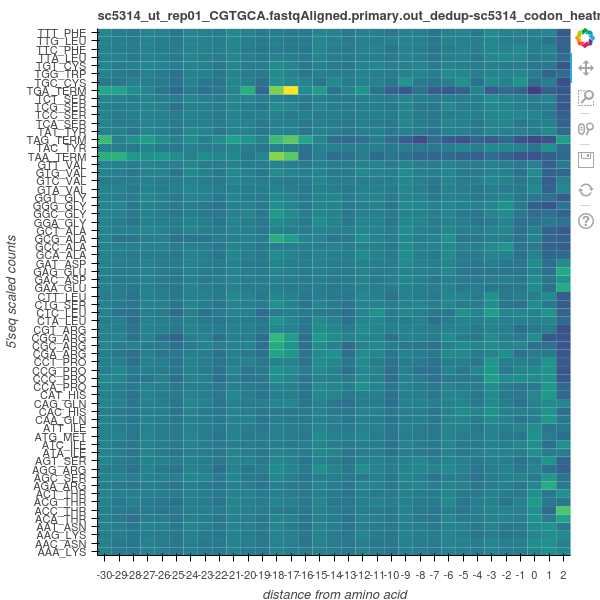 sc5314_ut_rep01_CGTGCA.fastqAligned.primary.out_dedup-sc5314_codon_heatm
TTT_PHE
TTG_LEU
TTC_PHE
TTA_LEU
TGT_CYS
TGG_TRP
TGC_CYS
TGA_TERM
TCT_SER
TCG_SER
TCC_SER
TCA_SER
TAT_TYR
TAG_TERM
TAC_TYR
TAA_TERM
GTT_VAL
GTG_VAL
GTC_VAL
GTA_VAL
GGT_GLY
GGG_GLY
GGC_GLY
GGA_GLY
GCT_ALA
GCG_ALA
GCC_ALA
GCA_ALA
GAT_ASP
GAG_GLU
GAC_ASP
GAA_GLU
CTT_LEU
CTG_SER
CTC_LEU
CTA_LEU
CGT_ARG
CGG_ARG
CGC_ARG
CGA_ARG
CCT_PRO
CCG_PRO
CCC_PRO
CCA_PRO
CAT_HIS
CAG_GLN
CAC_HIS
CAA_GLN
ATT_ILE
ATG_MET
ATC_ILE
ATA_ILE
AGT_SER
AGG_ARG
AGC_SER
AGA_ARG
ACT_THR
ACG_THR
ACC_THR
ACA_THR
AAT_ASN
AAG_LYS
AAC_ASN
AAA_LYS
5'seq scaled counts
-30 -29 -28 -27 -26 -25 -24 -23 -22 -21 -20 -19 -18 -17 -16 -15 -14 -13 -12 -11 -10 -9 -8 -7 -6 -5 -4 -3 -2 -1 0 1 2
distance from amino acid